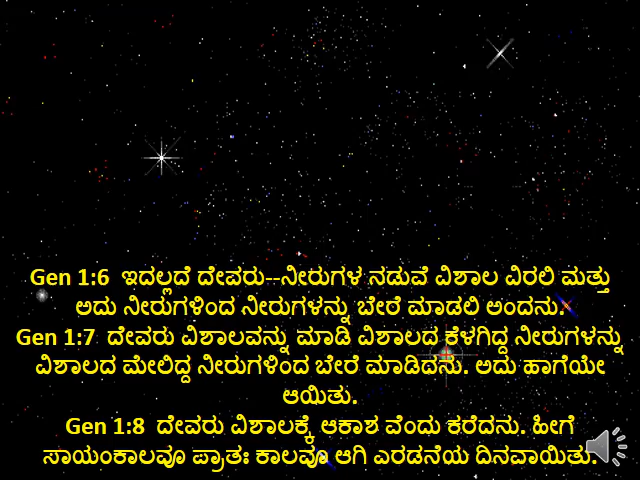 Gen 1:6 ಇದಲ್ಲದೆ ದೇವರು--ನೀರುಗಳ ನಡುವೆ ವಿಶಾಲ ವಿರಲಿ ಮತ್ತು
ಅದು ನೀರುಗಳಿಂದ ನೀರುಗಳನ್ನು ಬೇರೆ ಮಾಡಲಿ ಅಂದನು.
Gen 1:7 ದೇವರು ವಿಶಾಲವನ್ನು ಮಾಡಿ ವಿಶಾಲದ ಕೆಳಗಿದ್ದ ನೀರುಗಳನ್ನು
ವಿಶಾಲದ ಮೇಲಿದ್ದ ನೀರುಗಳಿಂದ ಬೇರೆ ಮಾಡಿದನು. ಅದು ಹಾಗೆಯೇ
ಆಯಿತು.
Gen 1:8 ದೇವರು ವಿಶಾಲಕ್ಕೆ ಆಕಾಶ ವೆಂದು ಕರೆದನು. ಹೀಗೆ
ಸಾಯಂಕಾಲವೂ ಪ್ರಾತಃ ಕಾಲವೂ ಆಗಿ ಎರಡನೆಯ ದಿನವಾಯಿತು.